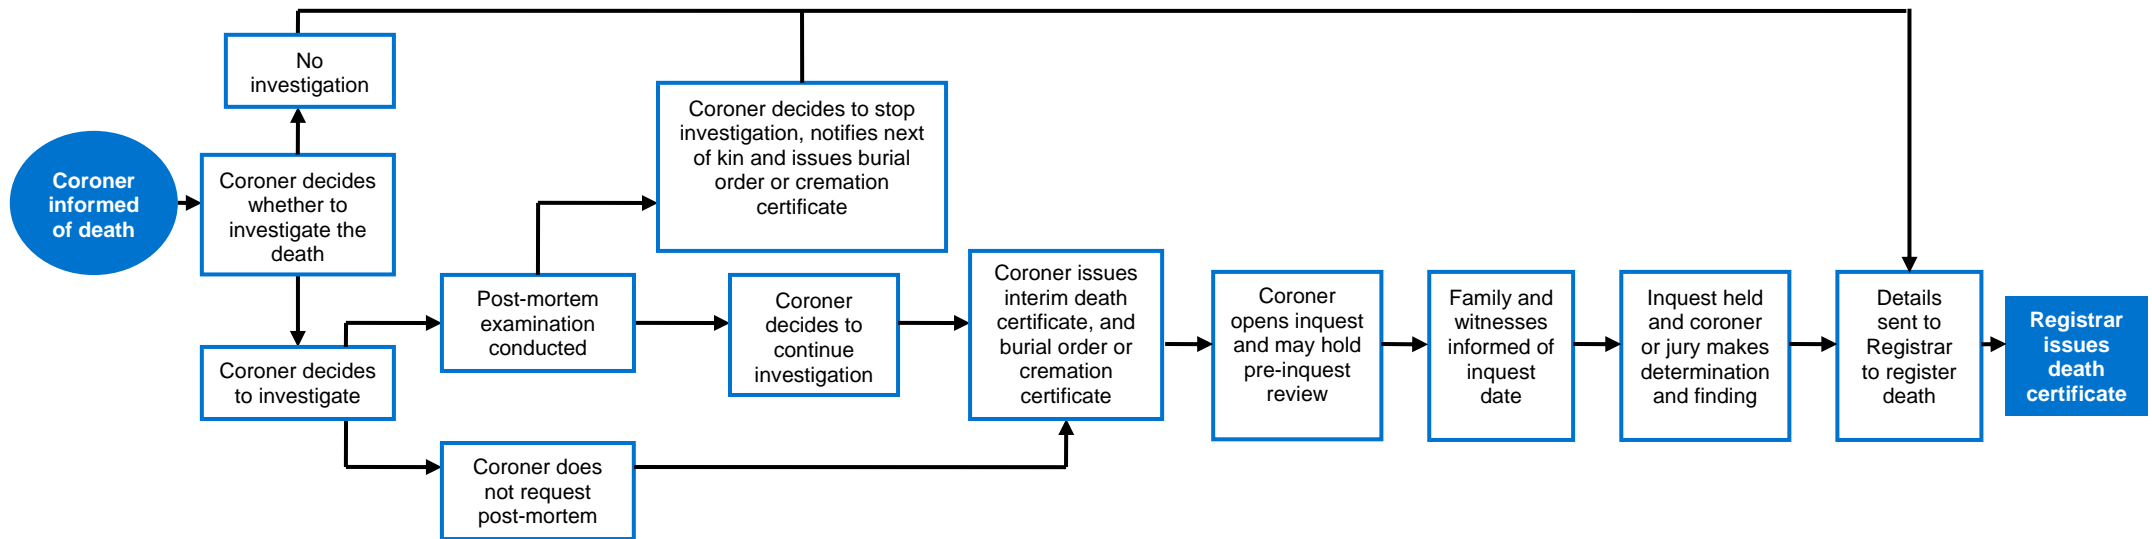 Coroner
informed
of death
No
investigation
Coroner decides
whether to
investigate the
death
Coroner decides
to investigate
Post-mortem
examination
conducted
Coroner does
not request
post-mortem
Coroner decides to stop
investigation, notifies next
of kin and issues burial
order or cremation
certificate
Coroner
decides to
continue
investigation
Coroner issues
interim death
certificate, and
burial order or
cremation
certificate
Coroner
opens inquest
and may hold
pre-inquest
review
Family and
witnesses
informed of
inquest
date
Inquest held
and coroner
or jury makes
determination
and finding
Details
sent to
Registrar
to register
death
Registrar
issues
death
certificate